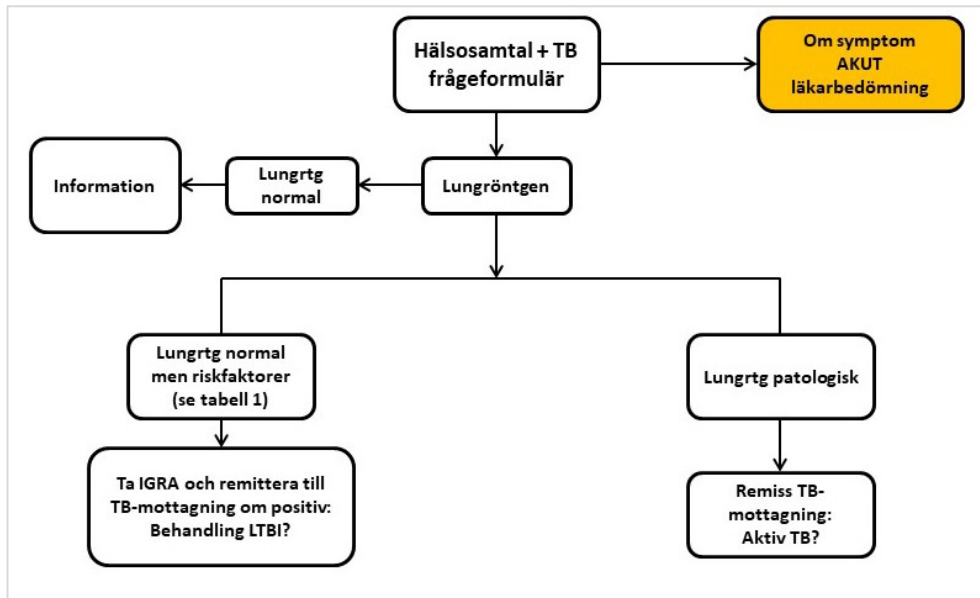 Hälsosamtal + TB
frågeformulär
Om symptom
AKUT
läkarbedömning
Information
Lungrtg
normal
Lungröntgen
Lungrtg normal
men riskfaktorer
(se tabell 1)
Lungrtg patologisk
Ta IGRA och remittera till
TB-mottagning om positiv:
Behandling LTBI?
Remiss TB-
mottagning:
Aktiv TB?